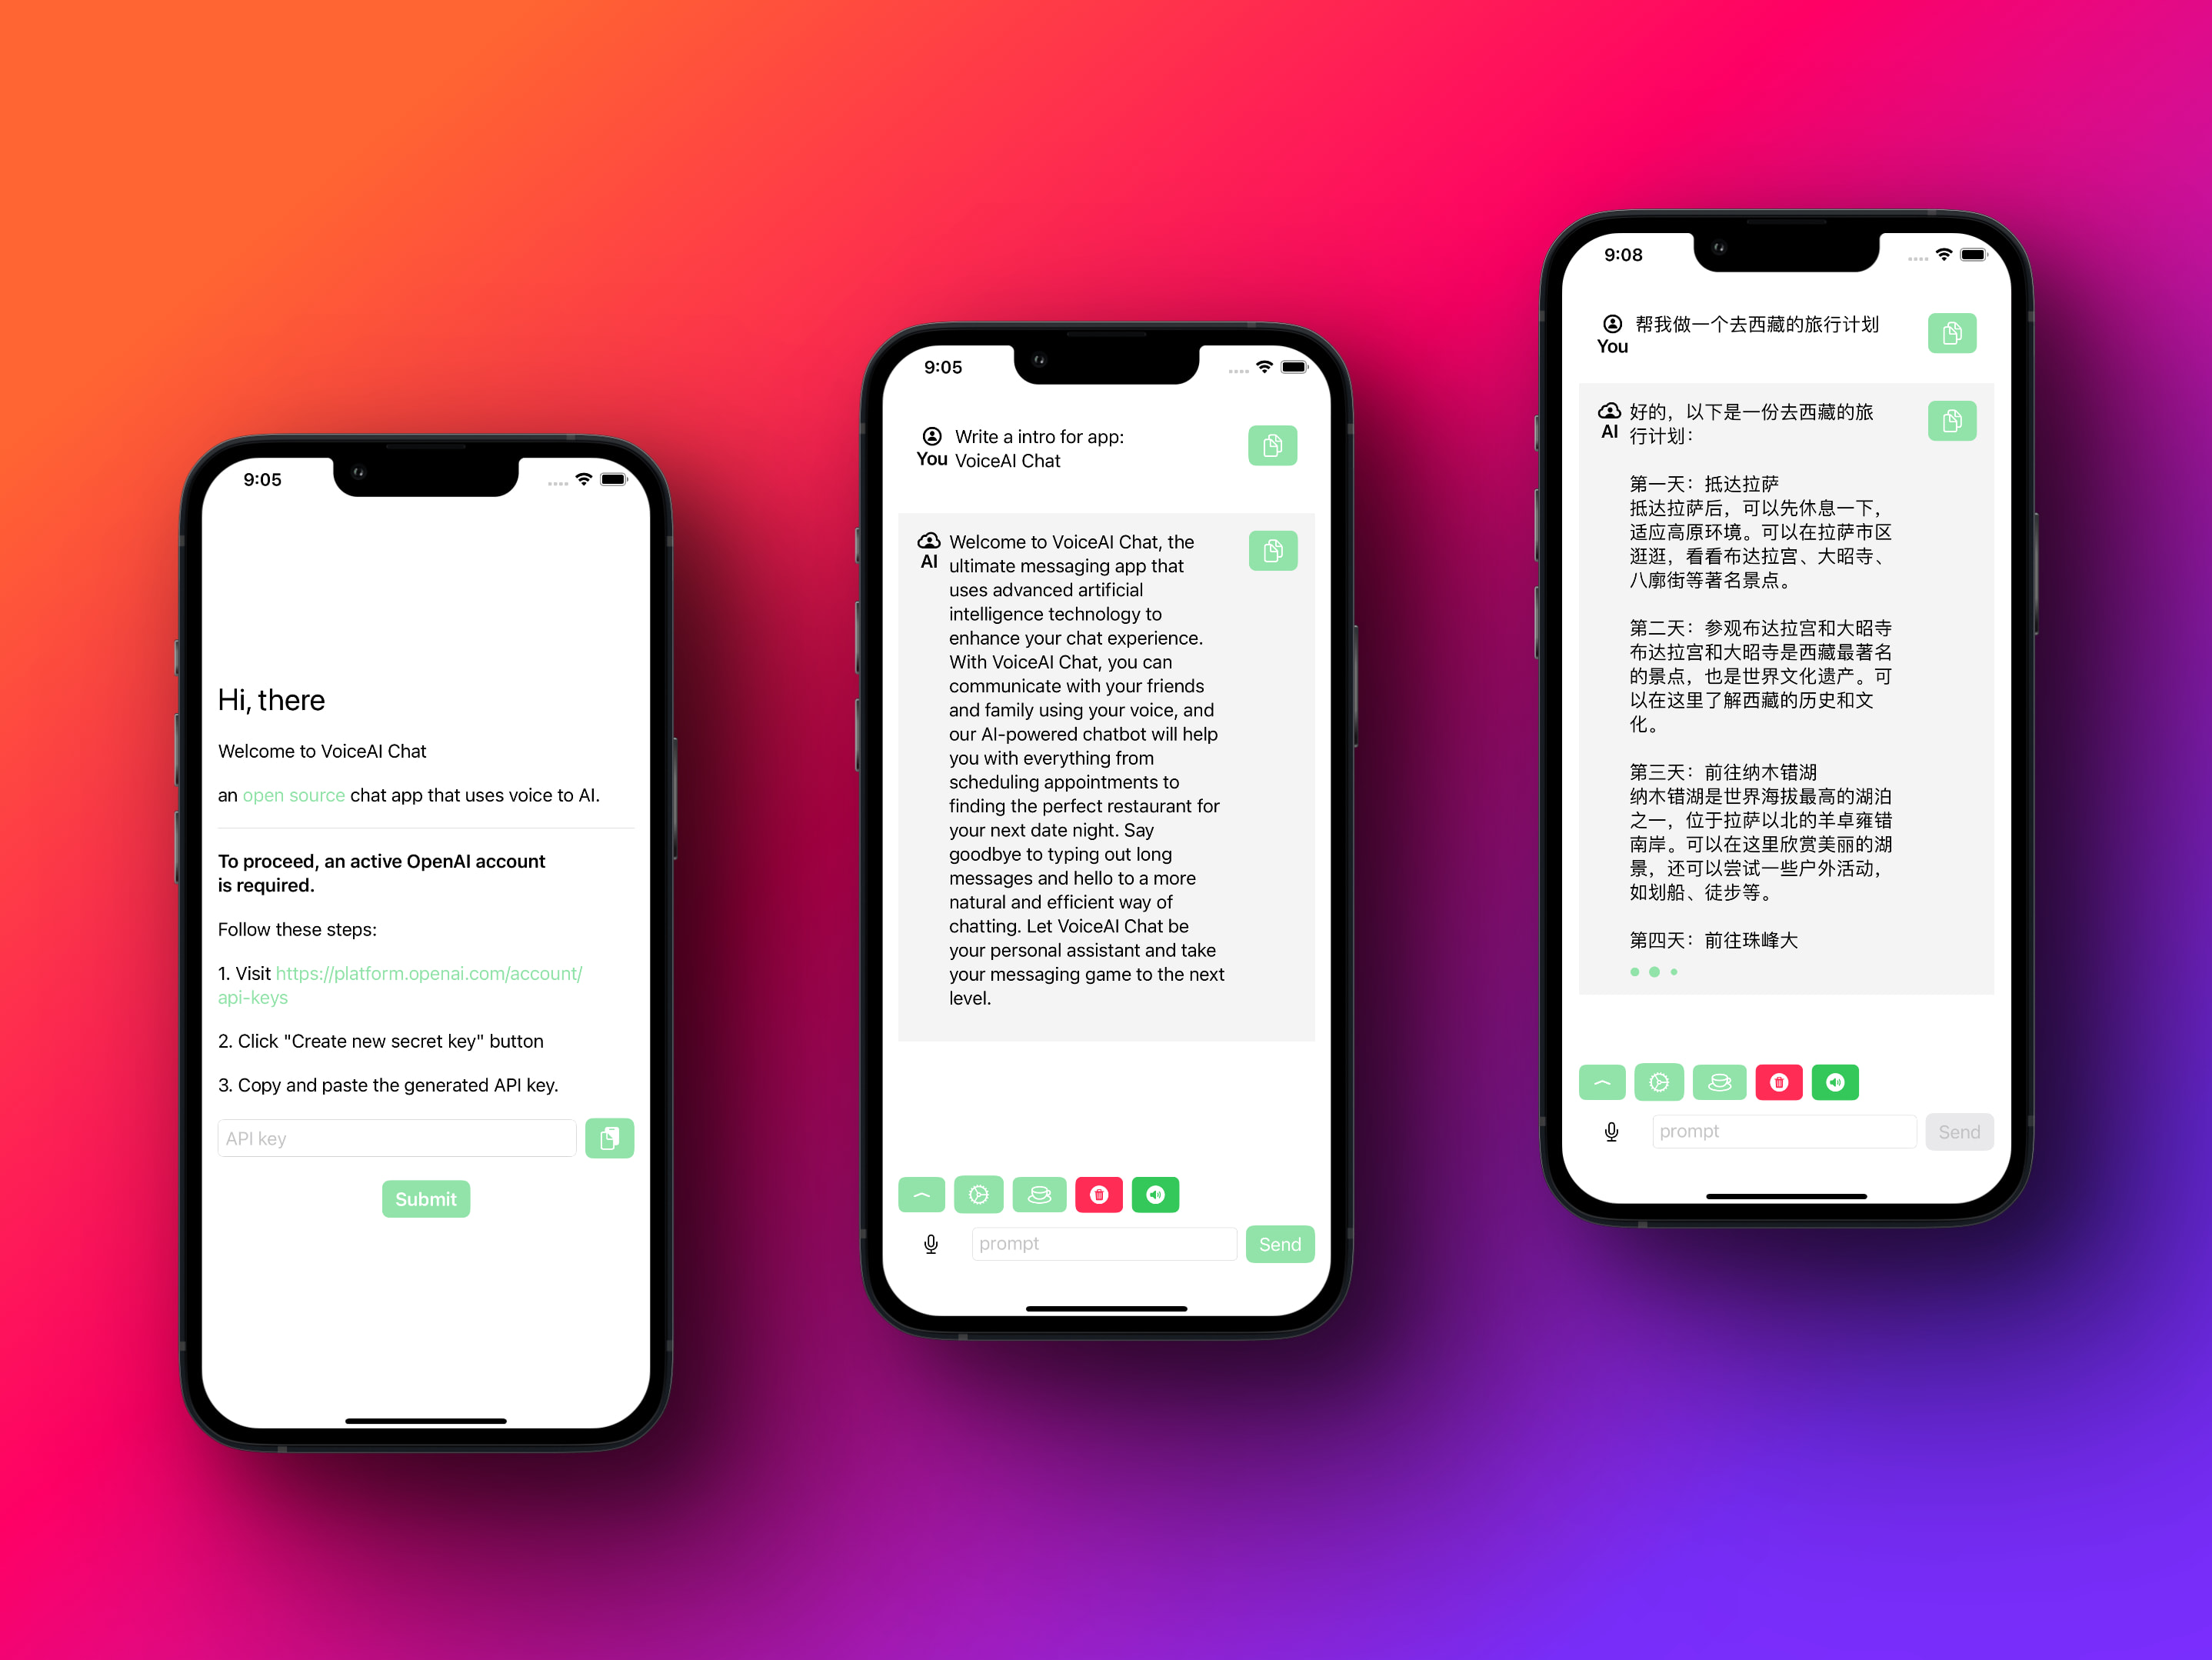 9:05
Hi, there
Welcome to VoiceAI Chat
an open source chat app that uses voice to AI.
To proceed, an active OpenAI account
is required.
Follow these steps:
1. Visit https://platform.openai.com/account/
api-keys
2. Click "Create new secret key" button
3. Copy and paste the generated API key.
API key
Submit
9:05
Write a intro for app:
VoiceAI Chat
You
Welcome to VoiceAI Chat, the
AI
ultimate messaging app that
uses advanced artificial
intelligence technology to
enhance your chat experience.
With VoiceAI Chat, you can
communicate with your friends
and family using your voice, and
our AI-powered chatbot will help
you with everything from
scheduling appointments to
finding the perfect restaurant for
your next date night. Say
goodbye to typing out long
messages and hello to a more
natural and efficient way of
chatting. Let VoiceAI Chat be
your personal assistant and take
your messaging game to the next
level.
prompt
Send
9:08
帮我做一个去西藏的旅行计划
You
好的，以下是一份去西藏的旅
AI
行计划：
第一天：抵达拉萨
抵达拉萨后，可以先休息一下，
适应高原环境。可以在拉萨市区
逛逛，看看布达拉宫、大昭寺、
八廓街等著名景点。
第二天：参观布达拉宫和大昭寺
布达拉宫和大昭寺是西藏最著名
的景点，也是世界文化遗产。可
以在这里了解西藏的历史和文
化。
第三天：前往纳木错湖
纳木错湖是世界海拔最高的湖泊
之一，位于拉萨以北的羊卓雍错
南岸。可以在这里欣赏美丽的湖
景，还可以尝试一些户外活动，
如划船、徒步等。
第四天：前往珠峰大
prompt
Send